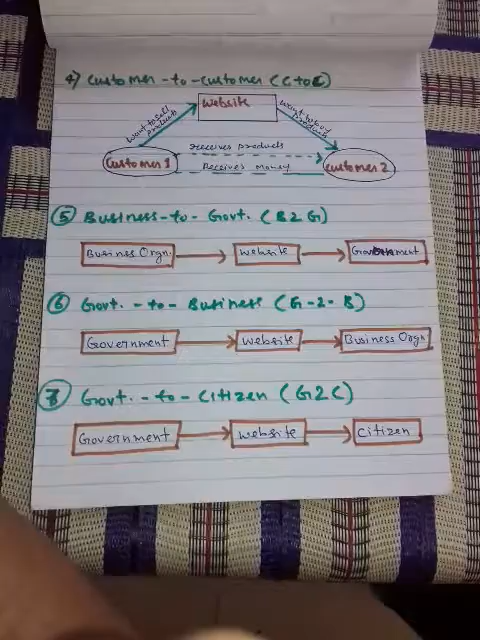 4) Customer-to-customer (C to C)
Website
Want to sell products
Want to buy products
receives products
Customer 1
Customer 2
Receives money
5 Business-to-Govt. (B2G)
Business Orgn. website Government
6 Govt.-to-Business (G-2-B)
Government website Business Orgn
7 Govt.-to-Citizen (G2C)
Government website Citizen